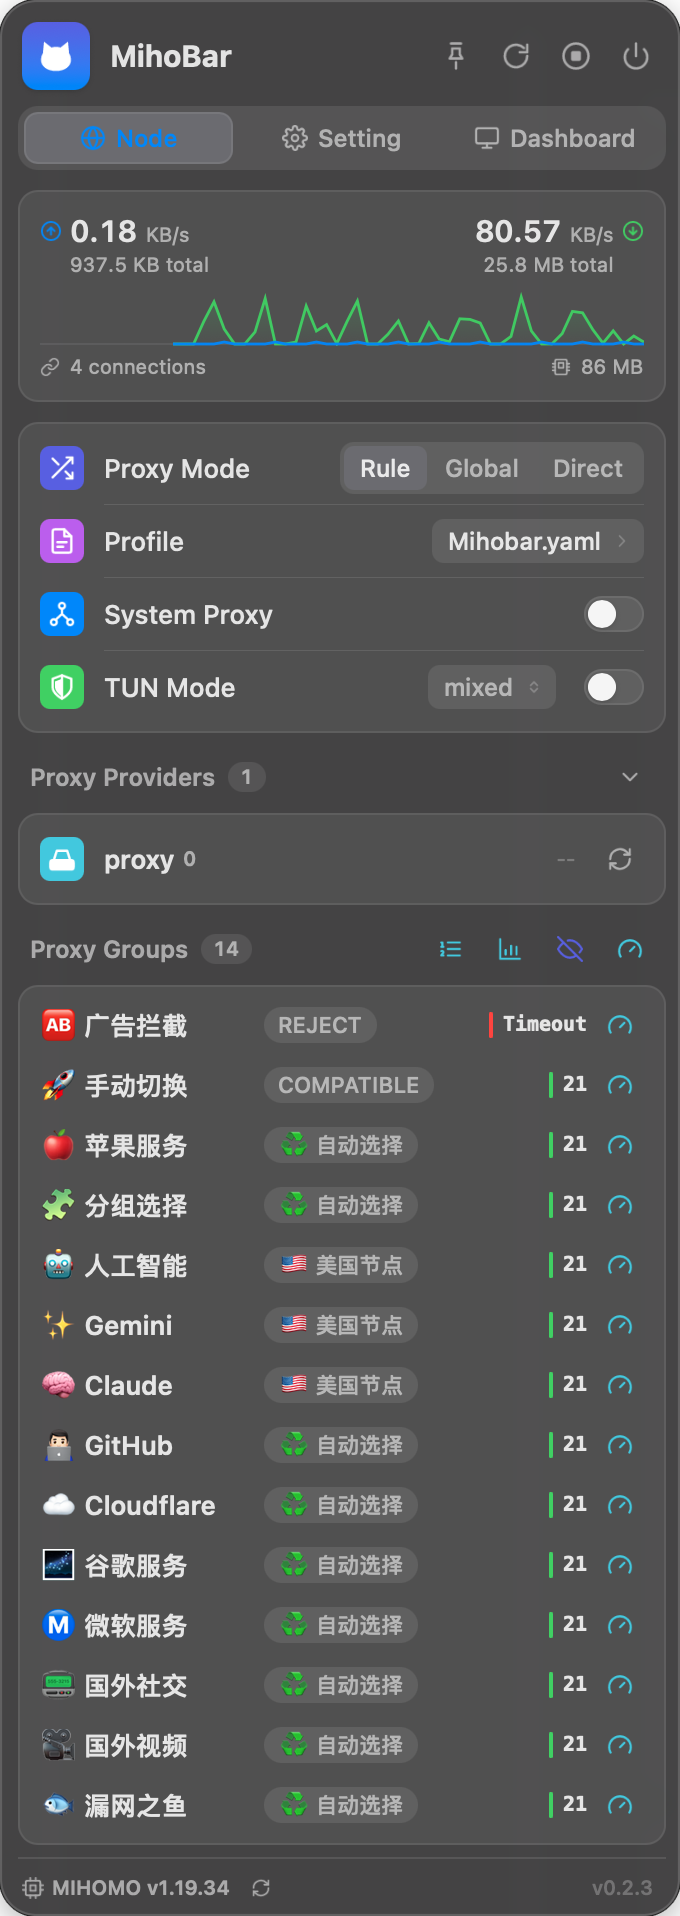 MihoBar
Node Setting Dashboard
0.18 KB/s 80.57 KB/s
937.5 KB total 25.8 MB total
4 connections 86 MB
Proxy Mode Rule Global Direct
Profile Mihobar.yaml
System Proxy
TUN Mode mixed
Proxy Providers 1
proxy 0 --
Proxy Groups 14
🆎 广告拦截 REJECT Timeout
🚀 手动切换 COMPATIBLE 21
🍎 苹果服务 ♻️ 自动选择 21
🧩 分组选择 ♻️ 自动选择 21
🤖 人工智能 🇺🇸 美国节点 21
✨ Gemini 🇺🇸 美国节点 21
🧠 Claude 🇺🇸 美国节点 21
👨🏻‍💻 GitHub ♻️ 自动选择 21
☁️ Cloudflare ♻️ 自动选择 21
🌌 谷歌服务 ♻️ 自动选择 21
Ⓜ️ 微软服务 ♻️ 自动选择 21
📟 国外社交 ♻️ 自动选择 21
🎥 国外视频 ♻️ 自动选择 21
🐟 漏网之鱼 ♻️ 自动选择 21
MIHOMO v1.19.34 v0.2.3